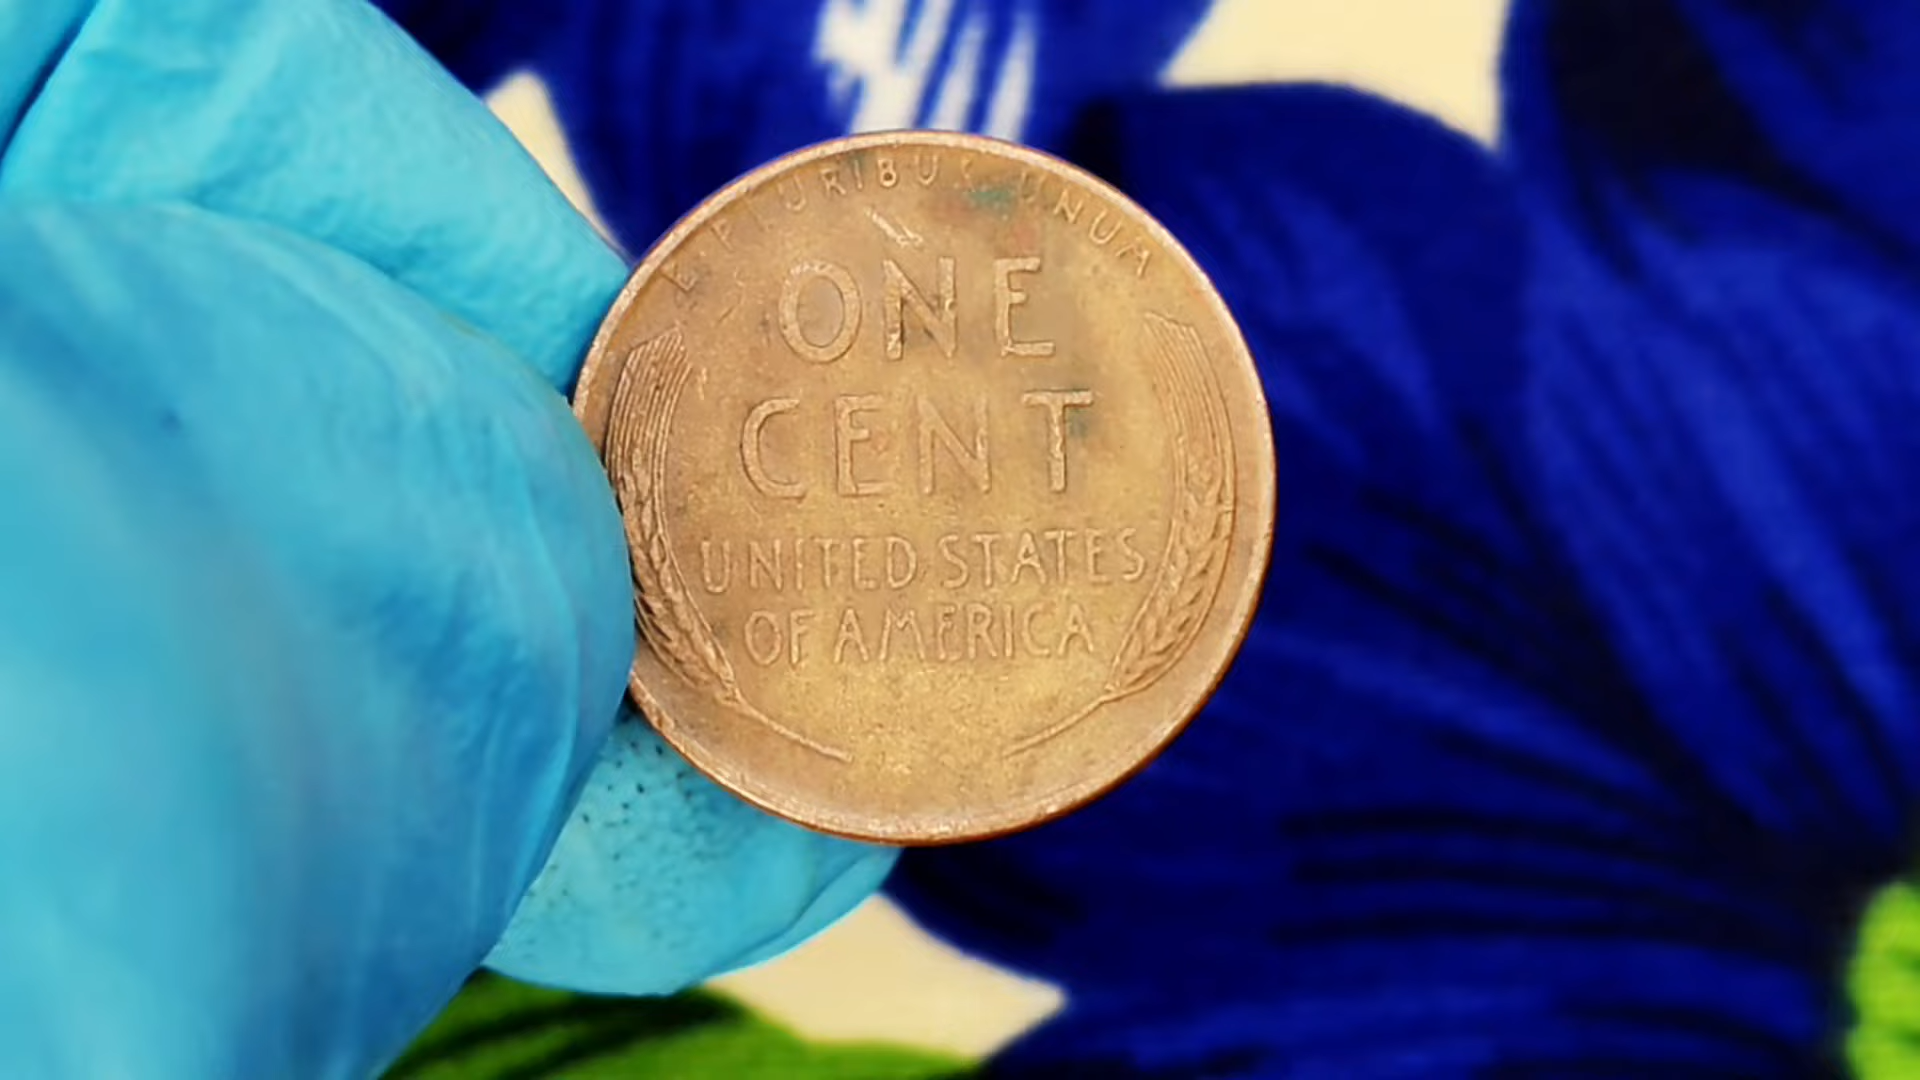 E·PLURIBUS·UNUM
ONE
CENT
UNITED STATES
OF AMERICA